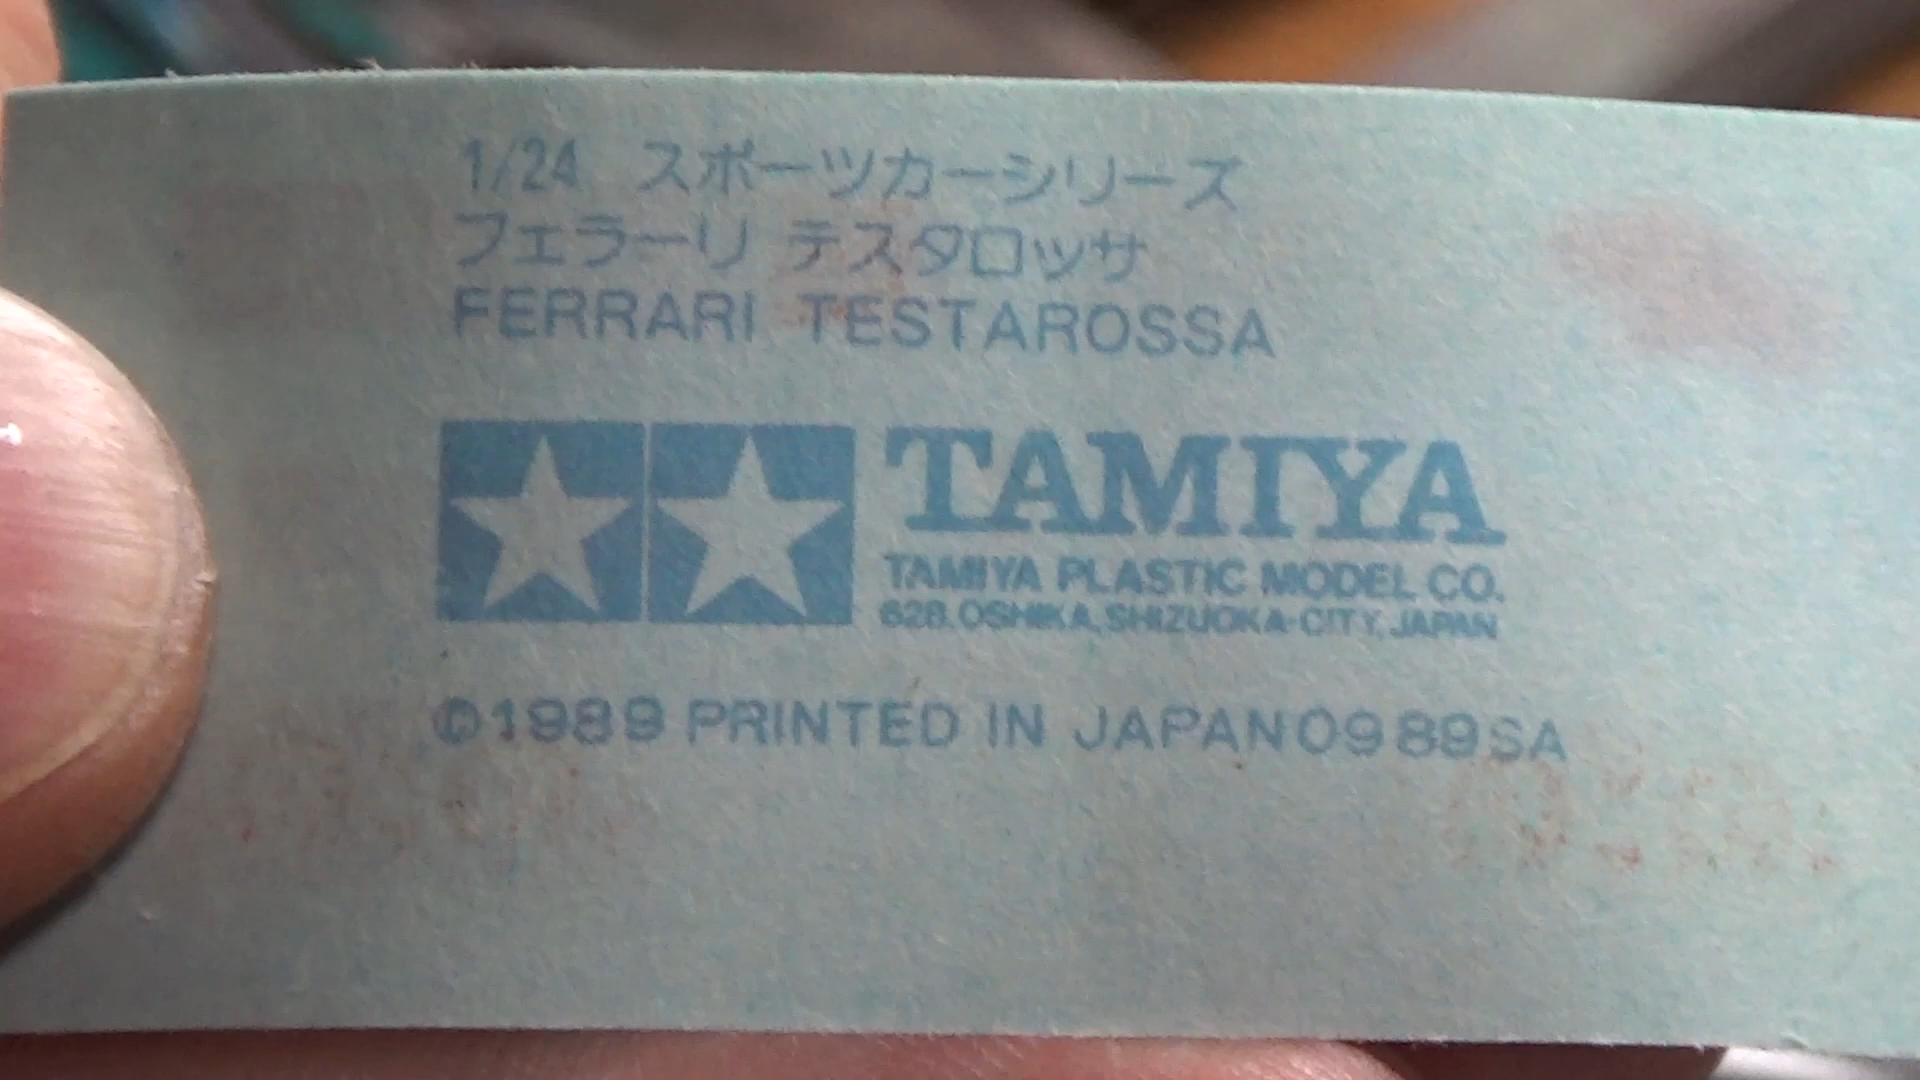 1/24 スポーツカーシリーズ
フェラーリ テスタロッサ
FERRARI TESTAROSSA
TAMIYA
TAMIYA PLASTIC MODEL CO.
628, OSHIKA, SHIZUOKA-CITY, JAPAN
©1989 PRINTED IN JAPAN0989SA